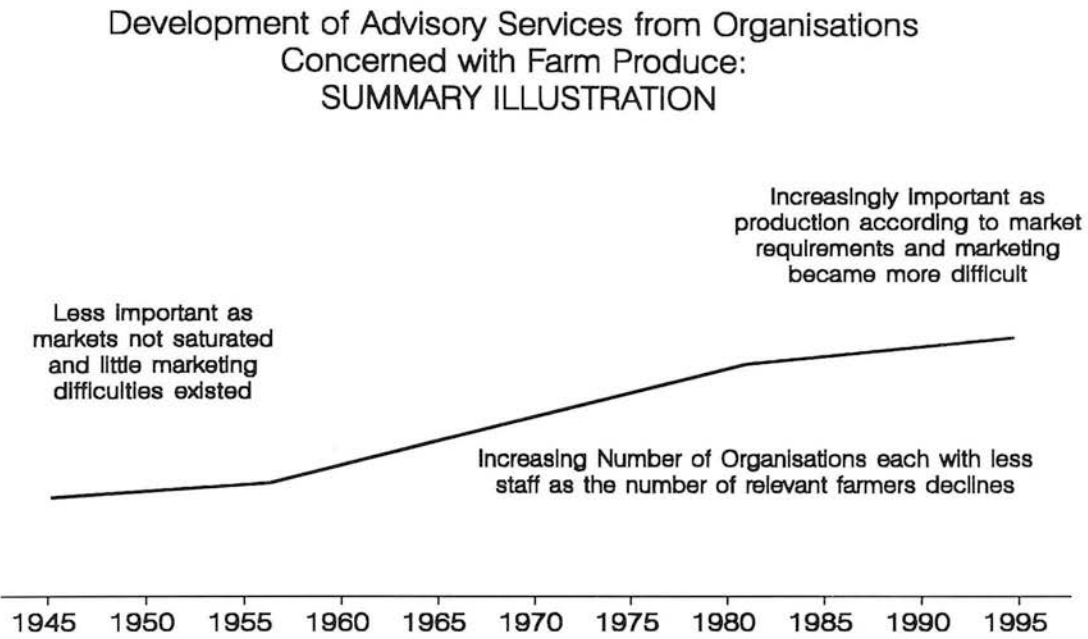 Development of Advisory Services from Organisations
Concerned with Farm Produce:
SUMMARY ILLUSTRATION
Increasingly Important as
production according to market
requirements and marketing
became more difficult
Less Important as
markets not saturated
and little marketing
difficulties existed
Increasing Number of Organisations each with less
staff as the number of relevant farmers declines
1945 1950 1955 1960 1965 1970 1975 1980 1985 1990 1995